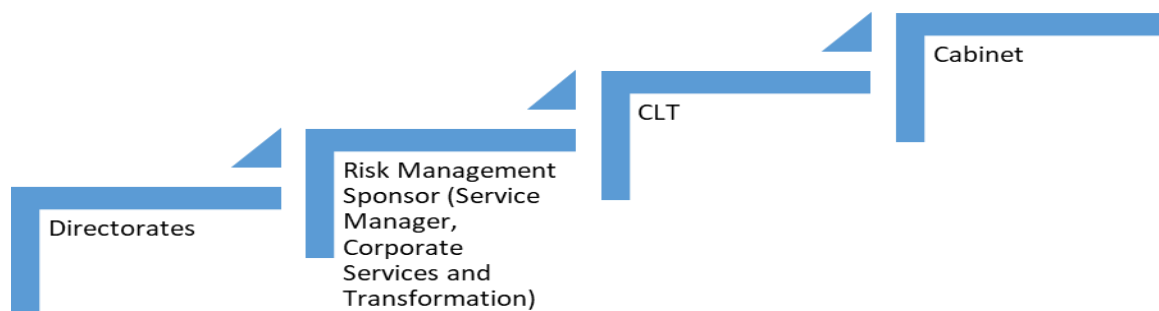 Directorates
Risk Management
Sponsor (Service
Manager,
Corporate
Services and
Transformation)
CLT
Cabinet